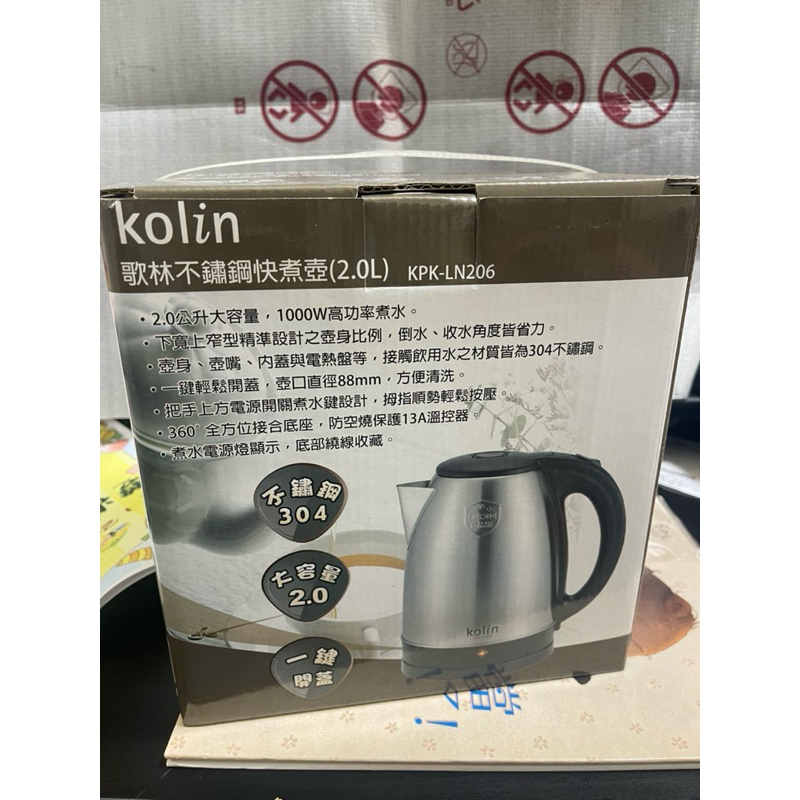 kolin
歌林不鏽鋼快煮壺(2.0L) KPK-LN206
・2.0公升大容量，1000W高功率煮水。
・下寬上窄型精準設計之壺身比例，倒水、收水角度皆省力。
・壺身、壺嘴、內蓋與電熱盤等，接觸飲用水之材質皆為304不鏽鋼。
・一鍵輕鬆開蓋，壺口直徑88mm，方便清洗。
・把手上方電源開關煮水鍵設計，拇指順勢輕鬆按壓。
・360°全方位接合底座，防空燒保護13A溫控器。
・煮水電源燈顯示，底部繞線收藏。
不鏽鋼
304
大容量
2.0
一鍵
開蓋
kolin